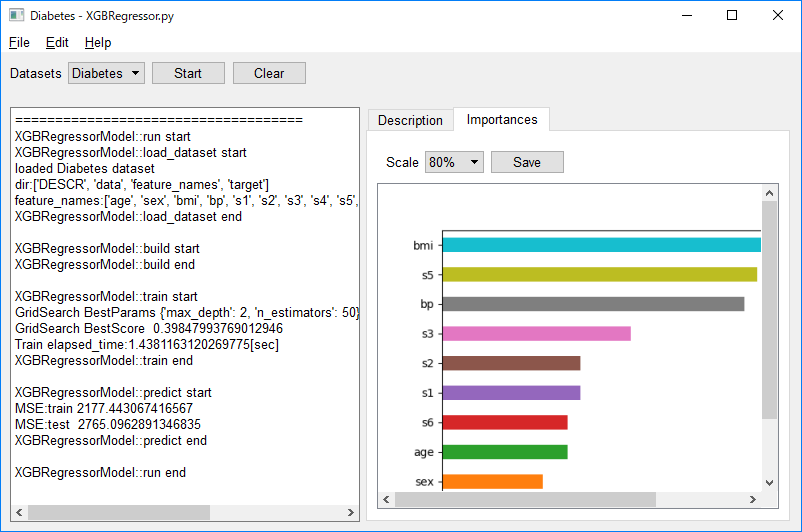 Diabetes - XGBRegressor.py
File Edit Help
Datasets Diabetes Start Clear
====================================
XGBRegressorModel::run start
XGBRegressorModel::load_dataset start
loaded Diabetes dataset
dir:['DESCR', 'data', 'feature_names', 'target']
feature_names:['age', 'sex', 'bmi', 'bp', 's1', 's2', 's3', 's4', 's5',
XGBRegressorModel::load_dataset end
XGBRegressorModel::build start
XGBRegressorModel::build end
XGBRegressorModel::train start
GridSearch BestParams {'max_depth': 2, 'n_estimators': 50}
GridSearch BestScore  0.39847993769012946
Train elapsed_time:1.4381163120269775[sec]
XGBRegressorModel::train end
XGBRegressorModel::predict start
MSE:train 2177.443067416567
MSE:test  2765.0962891346835
XGBRegressorModel::predict end
XGBRegressorModel::run end
Description Importances
Scale 80% Save
bmi
s5
bp
s3
s2
s1
s6
age
sex